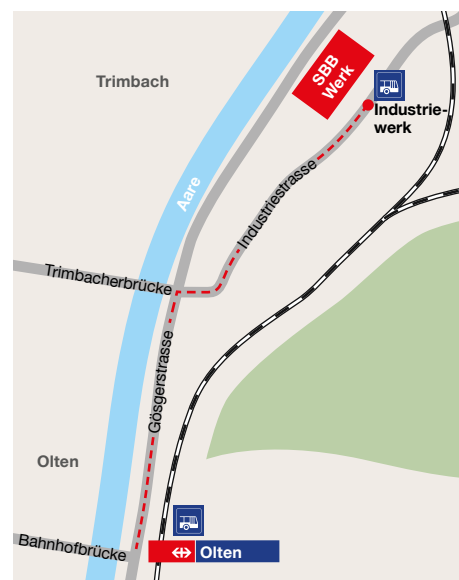 Trimbach
SBB
Werk
Industrie-
werk
Aare
Industriestrasse
Trimbacherbrücke
Gösgerstrasse
Olten
Bahnhofbrücke
Olten